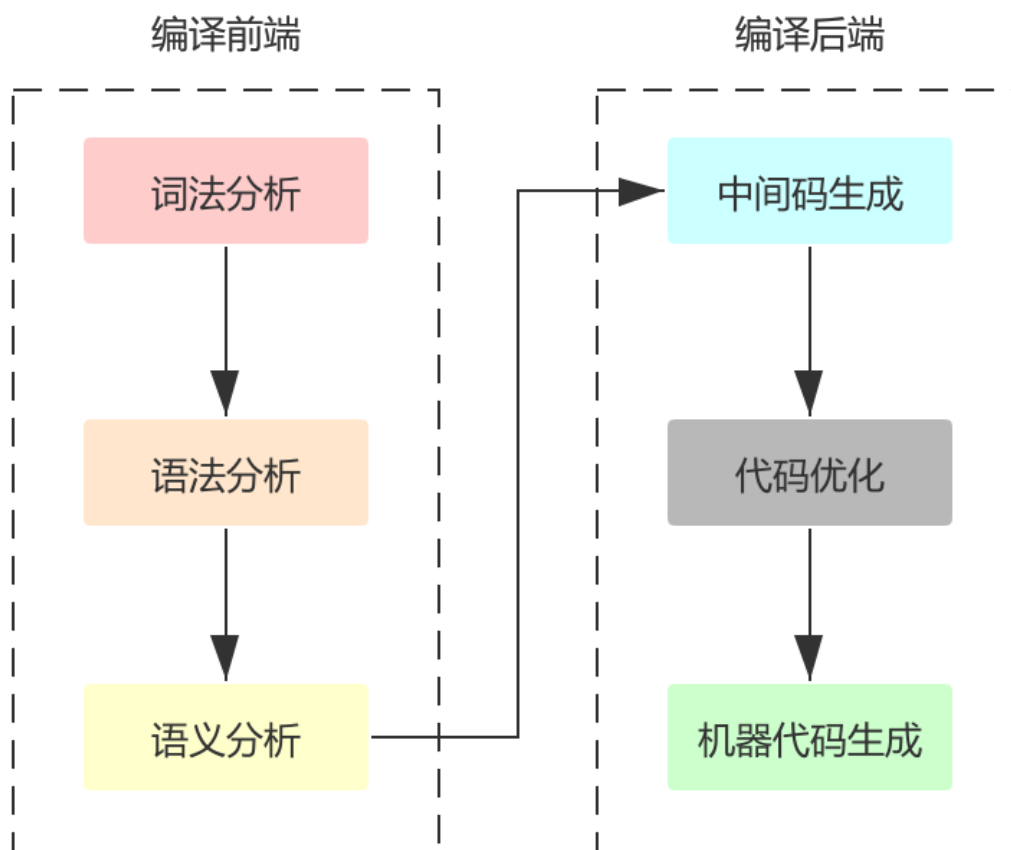 编译前端
词法分析
语法分析
语义分析
编译后端
中间码生成
代码优化
机器代码生成